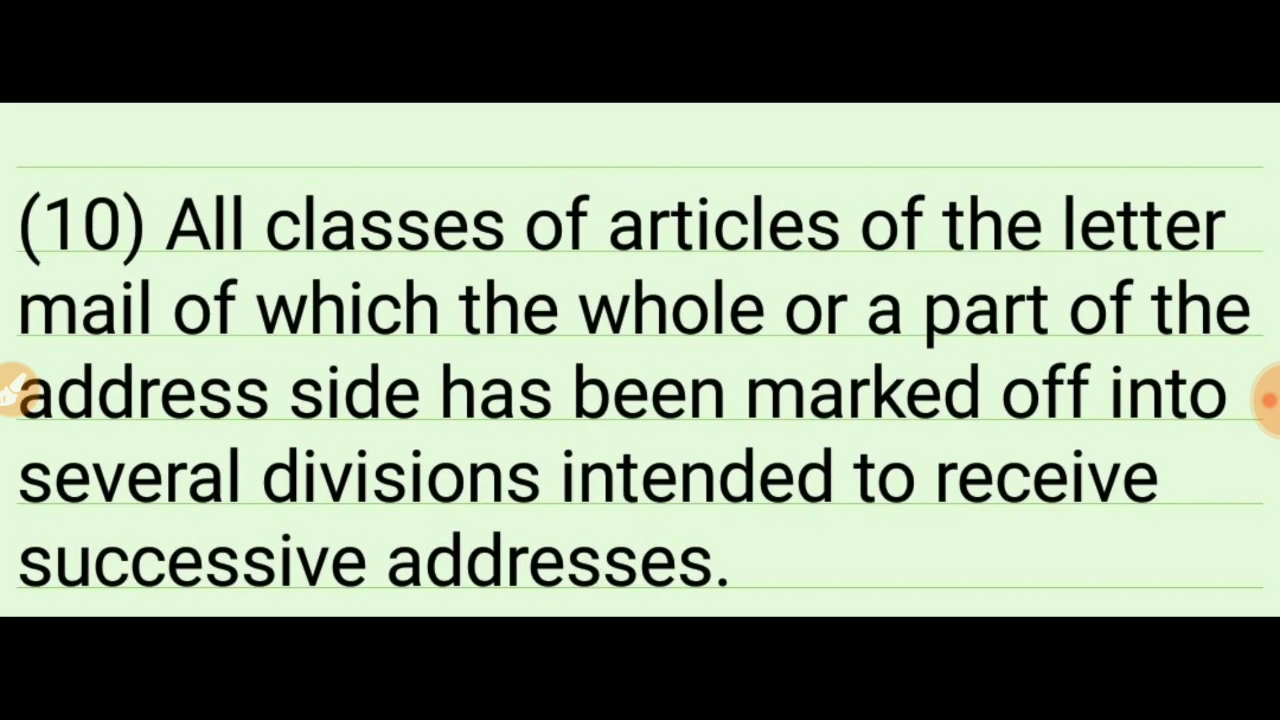 (10) All classes of articles of the letter
mail of which the whole or a part of the
address side has been marked off into
several divisions intended to receive
successive addresses.